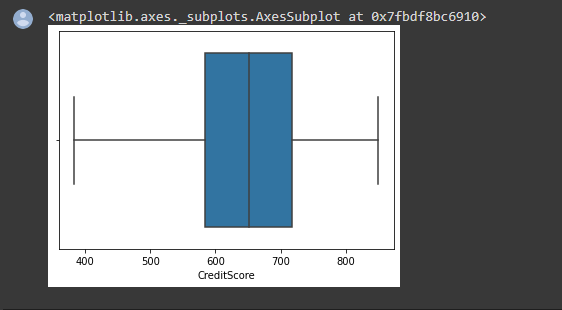 <matplotlib.axes._subplots.AxesSubplot at 0x7fbdf8bc6910>
400 500 600 700 800
CreditScore